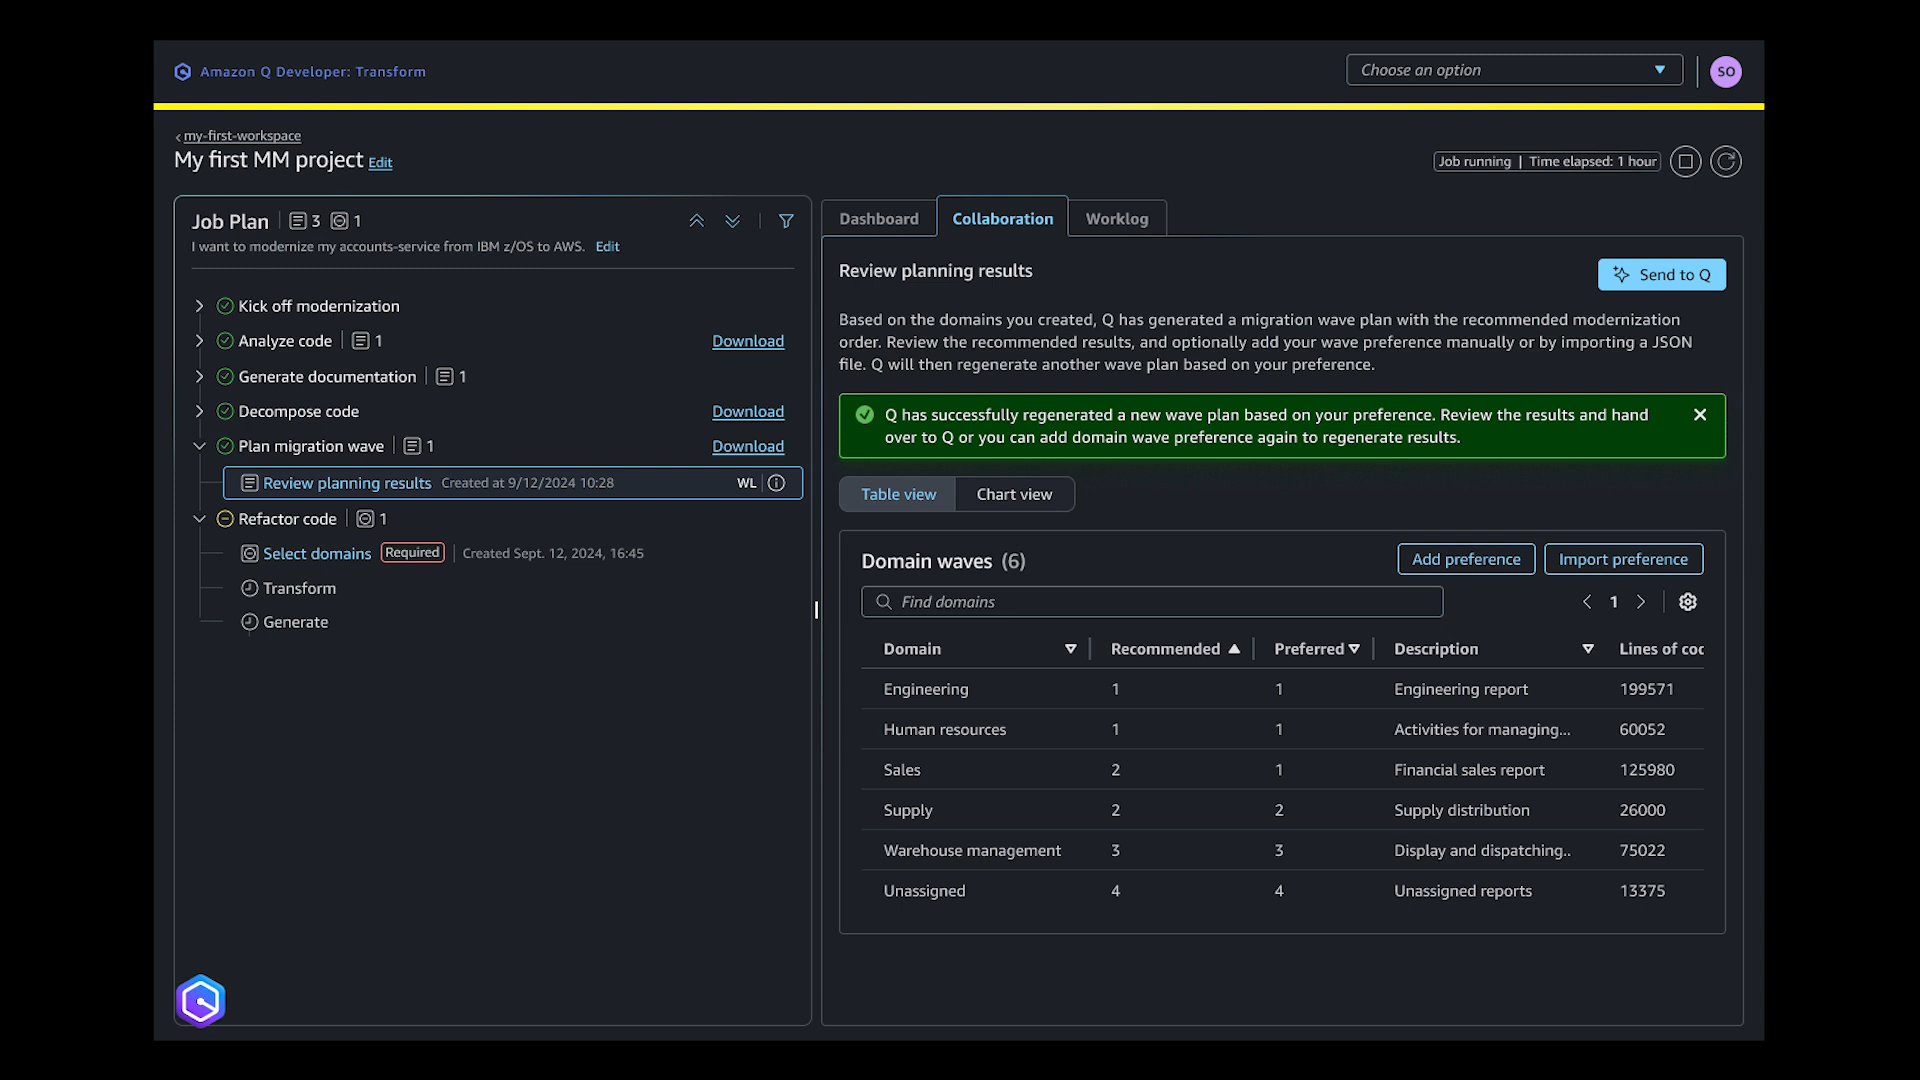 Amazon Q Developer: Transform
Choose an option
SO
my-first-workspace
My first MM project Edit
Job running | Time elapsed: 1 hour
Job Plan 3 1
I want to modernize my accounts-service from IBM z/OS to AWS. Edit
Kick off modernization
Analyze code 1 Download
Generate documentation 1
Decompose code Download
Plan migration wave 1 Download
Review planning results Created at 9/12/2024 10:28 WL
Refactor code 1
Select domains Required Created Sept. 12, 2024, 16:45
Transform
Generate
Dashboard Collaboration Worklog
Review planning results
Send to Q
Based on the domains you created, Q has generated a migration wave plan with the recommended modernization
order. Review the recommended results, and optionally add your wave preference manually or by importing a JSON
file. Q will then regenerate another wave plan based on your preference.
Q has successfully regenerated a new wave plan based on your preference. Review the results and hand
over to Q or you can add domain wave preference again to regenerate results.
Table view Chart view
Domain waves (6)
Add preference Import preference
Find domains
1
Domain Recommended Preferred Description Lines of coc
Engineering 1 1 Engineering report 199571
Human resources 1 1 Activities for managing... 60052
Sales 2 1 Financial sales report 125980
Supply 2 2 Supply distribution 26000
Warehouse management 3 3 Display and dispatching.. 75022
Unassigned 4 4 Unassigned reports 13375